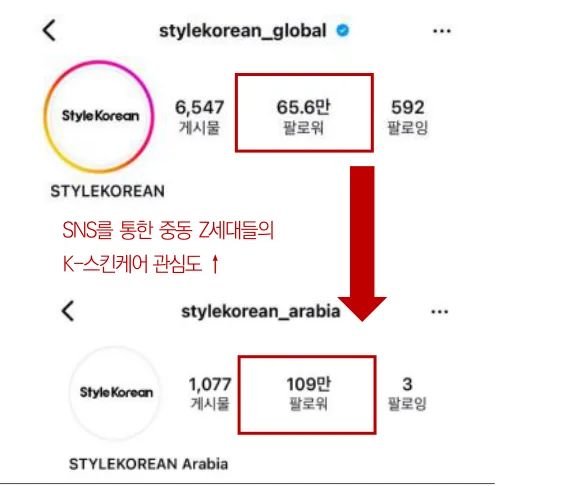 stylekorean_global
StyleKorean
6,547 65.6만 592
게시물 팔로워 팔로잉
STYLEKOREAN
SNS를 통한 중동 Z세대들의
K-스킨케어 관심도 ↑
stylekorean_arabia
StyleKorean
1,077 109만 3
게시물 팔로워 팔로잉
STYLEKOREAN Arabia